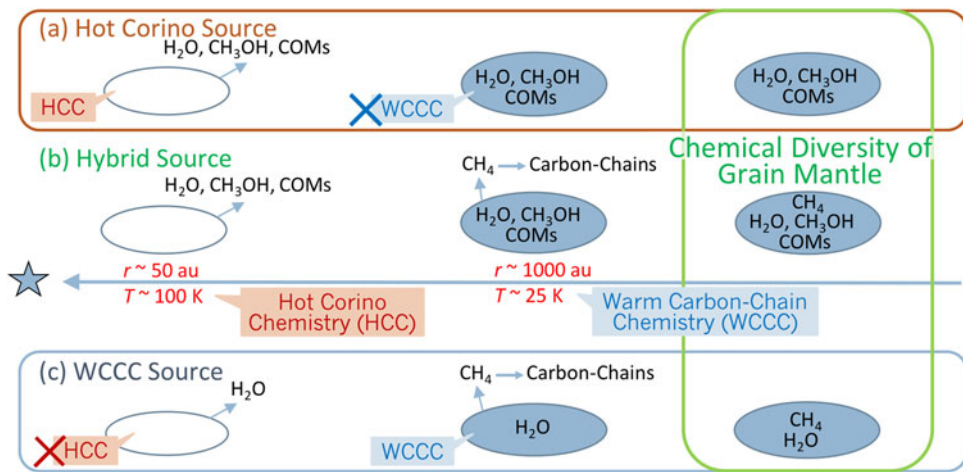 (a) Hot Corino Source
H₂O, CH₃OH, COMs
HCC
WCCC
H₂O, CH₃OH
COMs
H₂O, CH₃OH
COMs
(b) Hybrid Source
H₂O, CH₃OH, COMs
CH₄ → Carbon-Chains
H₂O, CH₃OH
COMs
Chemical Diversity of
Grain Mantle
CH₄
H₂O, CH₃OH
COMs
r ~ 50 au
T ~ 100 K
Hot Corino
Chemistry (HCC)
r ~ 1000 au
T ~ 25 K
Warm Carbon-Chain
Chemistry (WCCC)
(c) WCCC Source
H₂O
HCC
CH₄ → Carbon-Chains
H₂O
WCCC
CH₄
H₂O